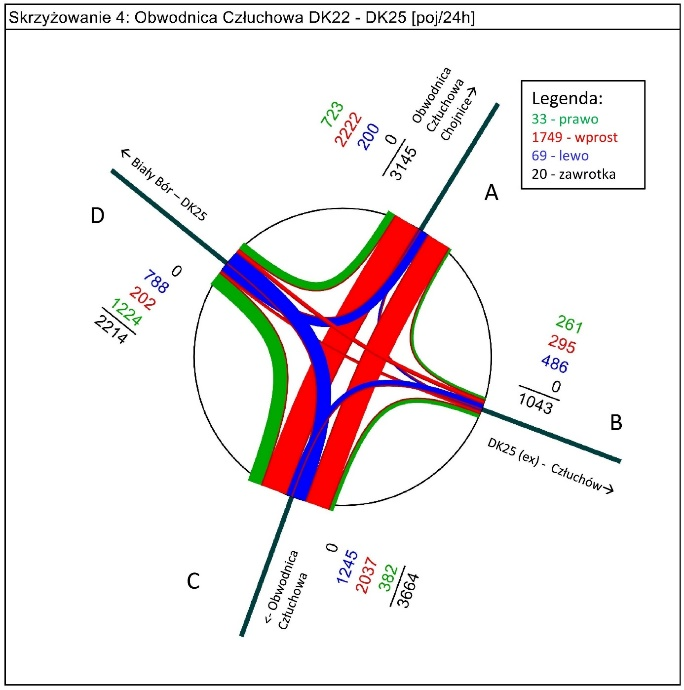 Skrzyżowanie 4: Obwodnica Człuchowa DK22 - DK25 [poj/24h]
Legenda:
33 - prawo
1749 - wprost
69 - lewo
20 - zawrotka
723
2222
200
0
3145
Obwodnica
Człuchowa
Chojnice→
A
← Biały Bór – DK25
D
0
788
202
1224
2214
261
295
486
0
1043
B
DK25 (ex) - Człuchów→
C
<- Obwodnica
Człuchowa
0
1245
2037
382
3664